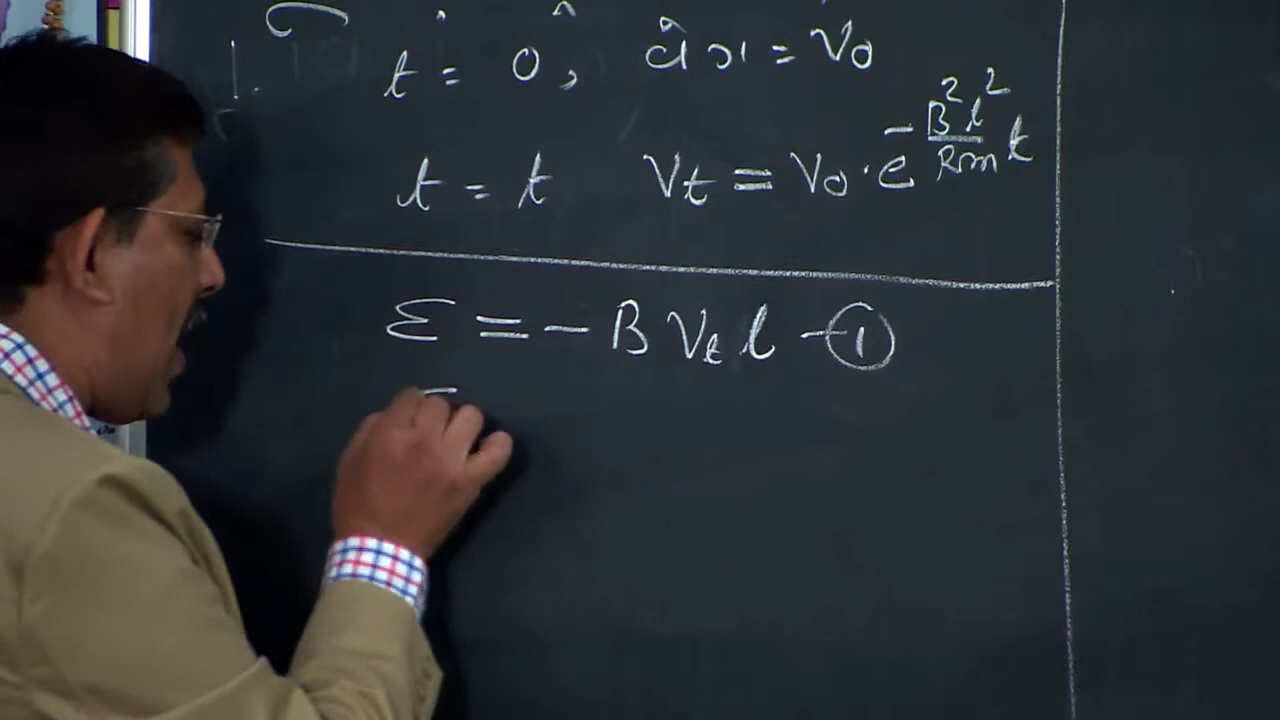 t = 0, at = V₀
t = t Vt = V₀ · e^(-B²l²/Rm t)
Ɛ = - B Vt l - ①